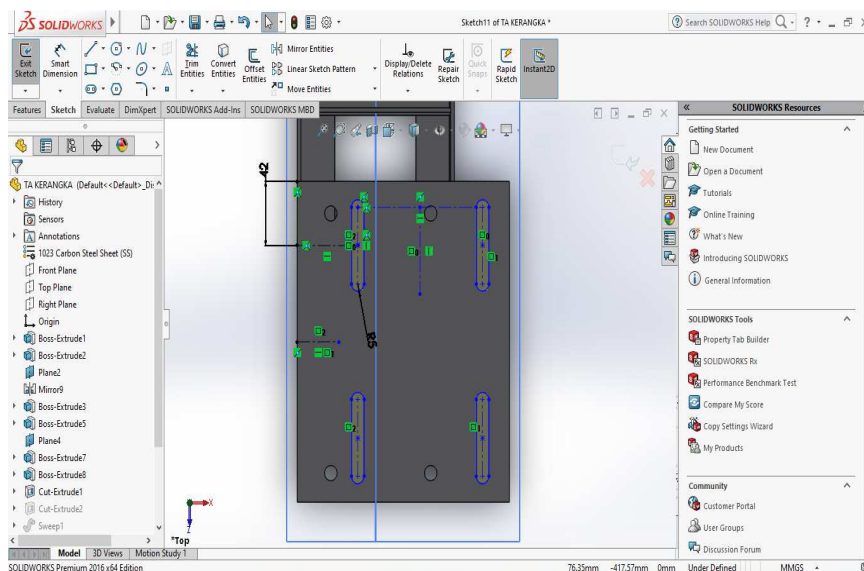 SOLIDWORKS
Sketch11 of TA KERANGKA *
Search SOLIDWORKS Help
Exit Sketch
Smart Dimension
Trim Entities
Convert Entities
Offset Entities
Mirror Entities
Linear Sketch Pattern
Move Entities
Display/Delete Relations
Repair Sketch
Quick Snaps
Rapid Sketch
Instant2D
Features
Sketch
Evaluate
DimXpert
SOLIDWORKS Add-Ins
SOLIDWORKS MBD
TA KERANGKA (Default<<Default>_Di
History
Sensors
Annotations
1023 Carbon Steel Sheet (SS)
Front Plane
Top Plane
Right Plane
Origin
Boss-Extrude1
Boss-Extrude2
Plane2
Mirror9
Boss-Extrude3
Boss-Extrude5
Plane4
Boss-Extrude7
Boss-Extrude8
Cut-Extrude1
Cut-Extrude2
Sweep1
42
R5
X
Z
*Top
SOLIDWORKS Resources
Getting Started
New Document
Open a Document
Tutorials
Online Training
What's New
Introducing SOLIDWORKS
General Information
SOLIDWORKS Tools
Property Tab Builder
SOLIDWORKS Rx
Performance Benchmark Test
Compare My Score
Copy Settings Wizard
My Products
Community
Customer Portal
User Groups
Discussion Forum
Model
3D Views
Motion Study 1
SOLIDWORKS Premium 2016 x64 Edition
76.35mm
-417.57mm
0mm
Under Defined
MMGS